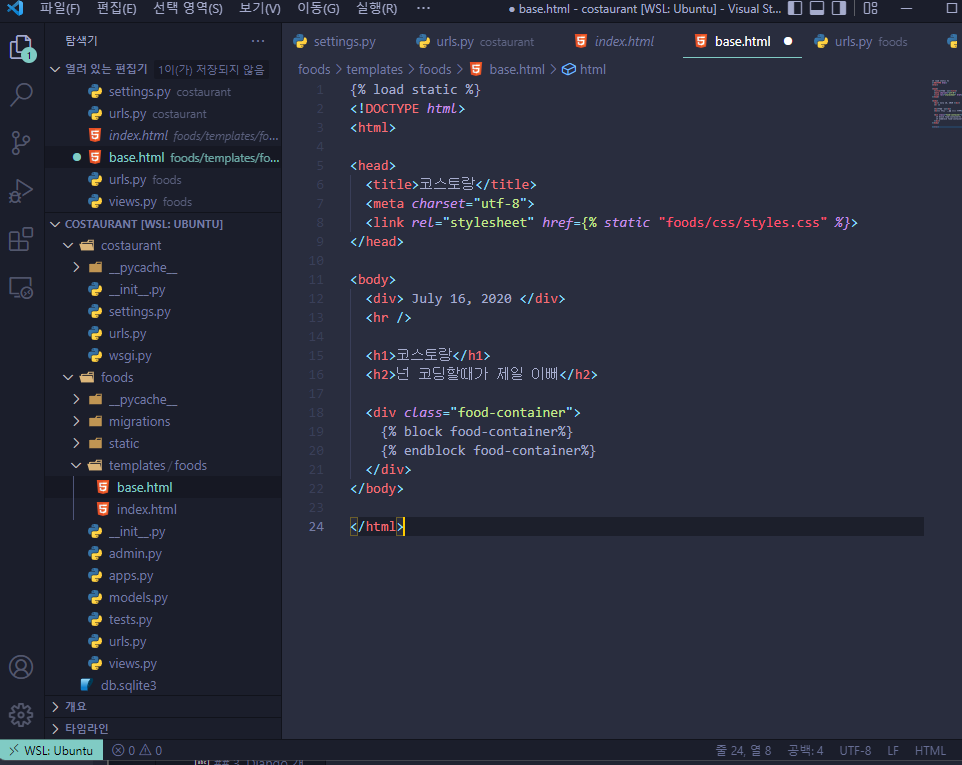 파일(F) 편집(E) 선택 영역(S) 보기(V) 이동(G) 실행(R) ··· ● base.html - costaurant [WSL: Ubuntu] - Visual St...
탐색기 ···
열려 있는 편집기 1이(가) 저장되지 않음
settings.py costaurant
urls.py costaurant
index.html foods/templates/fo...
base.html foods/templates/fo...
urls.py foods
views.py foods
COSTAURANT [WSL: UBUNTU]
costaurant
__pycache__
__init__.py
settings.py
urls.py
wsgi.py
foods
__pycache__
migrations
static
templates / foods
base.html
index.html
__init__.py
admin.py
apps.py
models.py
tests.py
urls.py
views.py
db.sqlite3
개요
타임라인
1
settings.py urls.py costaurant index.html base.html ● urls.py foods
foods > templates > foods > base.html > html
1 {% load static %}
2 <!DOCTYPE html>
3 <html>
4
5 <head>
6 <title>코스토랑</title>
7 <meta charset="utf-8">
8 <link rel="stylesheet" href={% static "foods/css/styles.css" %}>
9 </head>
10
11 <body>
12 <div> July 16, 2020 </div>
13 <hr />
14
15 <h1>코스토랑</h1>
16 <h2>넌 코딩할때가 제일 이뻐</h2>
17
18 <div class="food-container">
19 {% block food-container%}
20 {% endblock food-container%}
21 </div>
22 </body>
23
24 </html>
WSL: Ubuntu 0 0 줄 24, 열 8 공백: 4 UTF-8 LF HTML